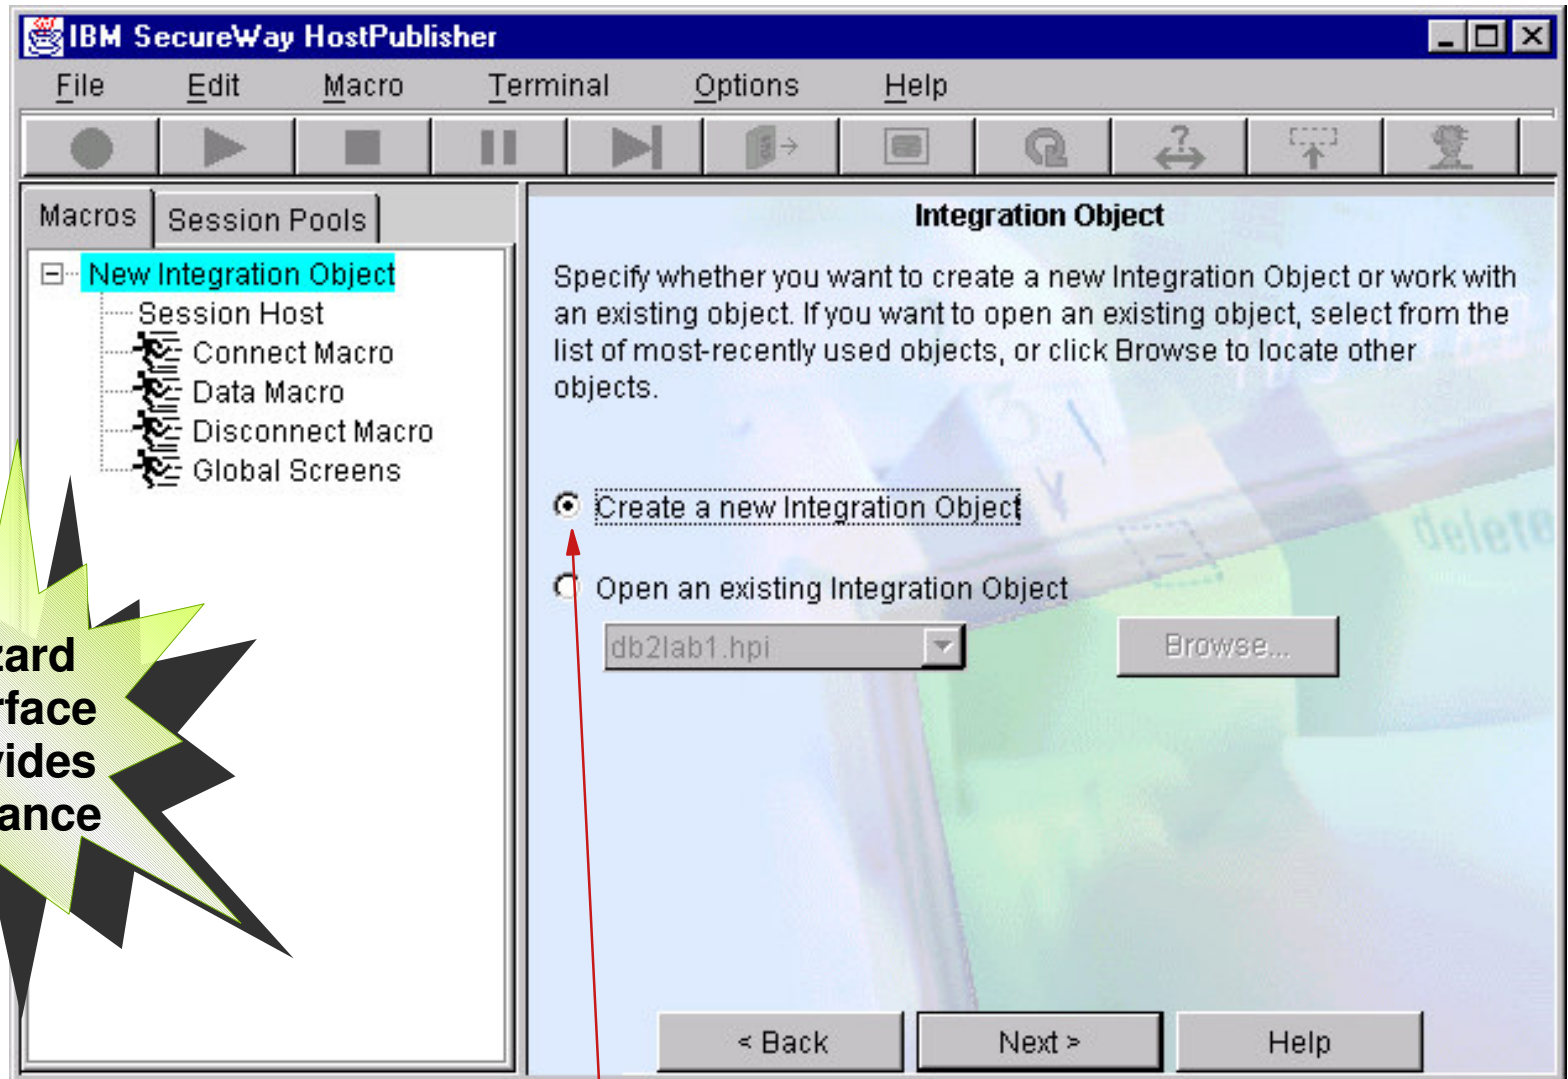 IBM SecureWay HostPublisher
File Edit Macro Terminal Options Help
Macros Session Pools
New Integration Object
Session Host
Connect Macro
Data Macro
Disconnect Macro
Global Screens
zard
rface
vides
ance
Integration Object
Specify whether you want to create a new Integration Object or work with
an existing object. If you want to open an existing object, select from the
list of most-recently used objects, or click Browse to locate other
objects.
Create a new Integration Object
Open an existing Integration Object
db2lab1.hpi
Browse...
delete
< Back Next > Help